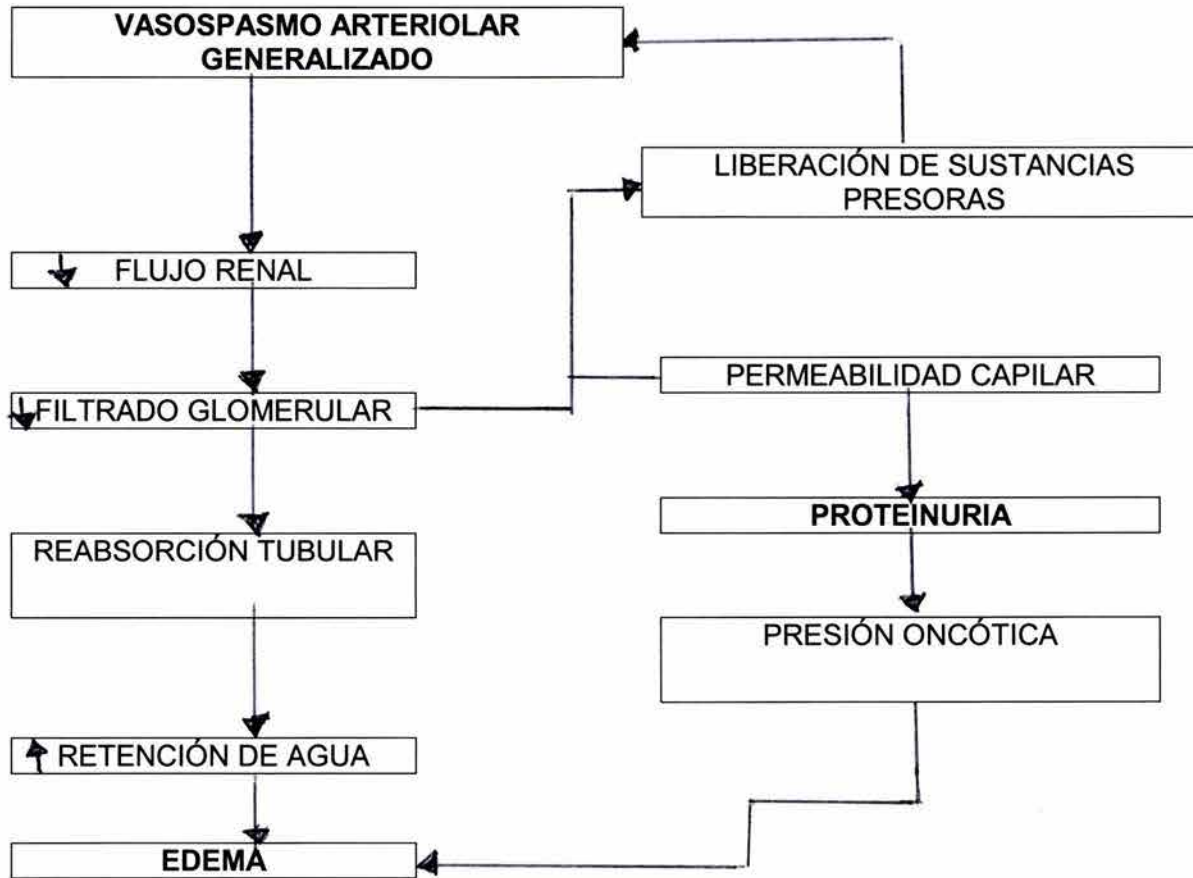 VASOSPASMO ARTERIOLAR
GENERALIZADO
LIBERACIÓN DE SUSTANCIAS
PRESORAS
FLUJO RENAL
PERMEABILIDAD CAPILAR
FILTRADO GLOMERULAR
PROTEINURIA
REABSORCIÓN TUBULAR
PRESIÓN ONCÓTICA
RETENCIÓN DE AGUA
EDEMA